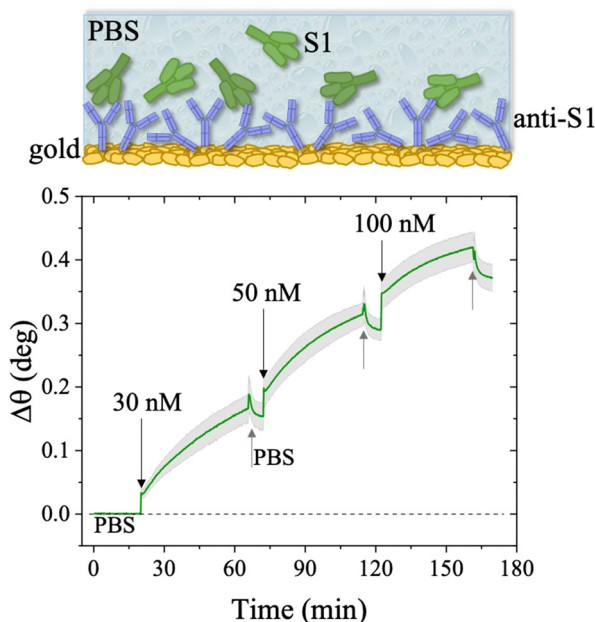 PBS
S1
anti-S1
gold
0.5
0.4
0.3
0.2
0.1
0.0
Δθ (deg)
100 nM
50 nM
30 nM
PBS
PBS
0 30 60 90 120 150 180
Time (min)